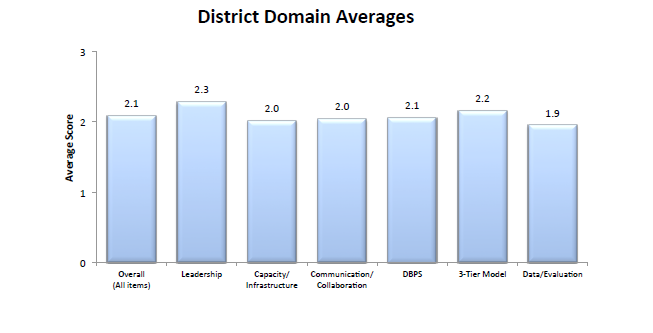 District Domain Averages
3
2
1
0
Average Score
2.1
2.3
2.0
2.0
2.1
2.2
1.9
Overall
(All items)
Leadership
Capacity/
Infrastructure
Communication/
Collaboration
DBPS
3-Tier Model
Data/Evaluation